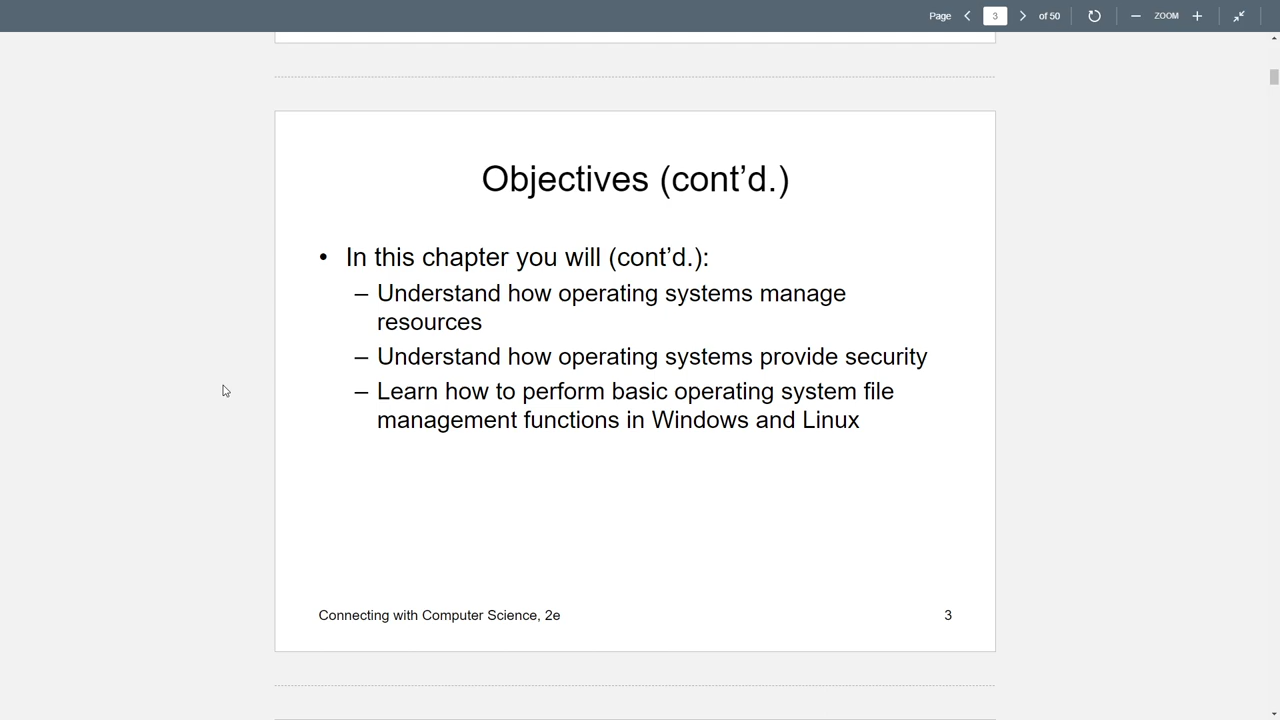 Page 3 of 50 ZOOM
Objectives (cont’d.)
• In this chapter you will (cont’d.):
– Understand how operating systems manage
resources
– Understand how operating systems provide security
– Learn how to perform basic operating system file
management functions in Windows and Linux
Connecting with Computer Science, 2e 3